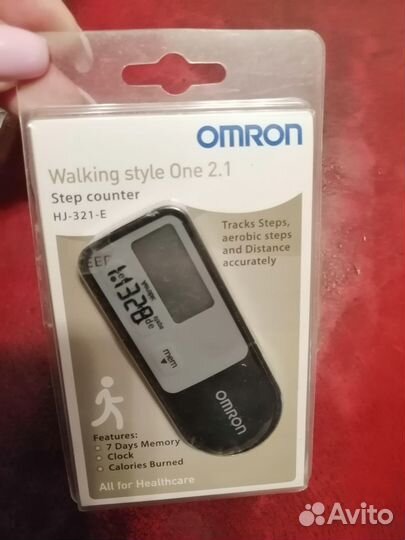 OMRON
Walking style One 2.1
Step counter
HJ-321-E
Tracks Steps,
aerobic steps
and Distance
accurately
mem
OMRON
Features:
7 Days Memory
Clock
Calories Burned
All for Healthcare
Avito